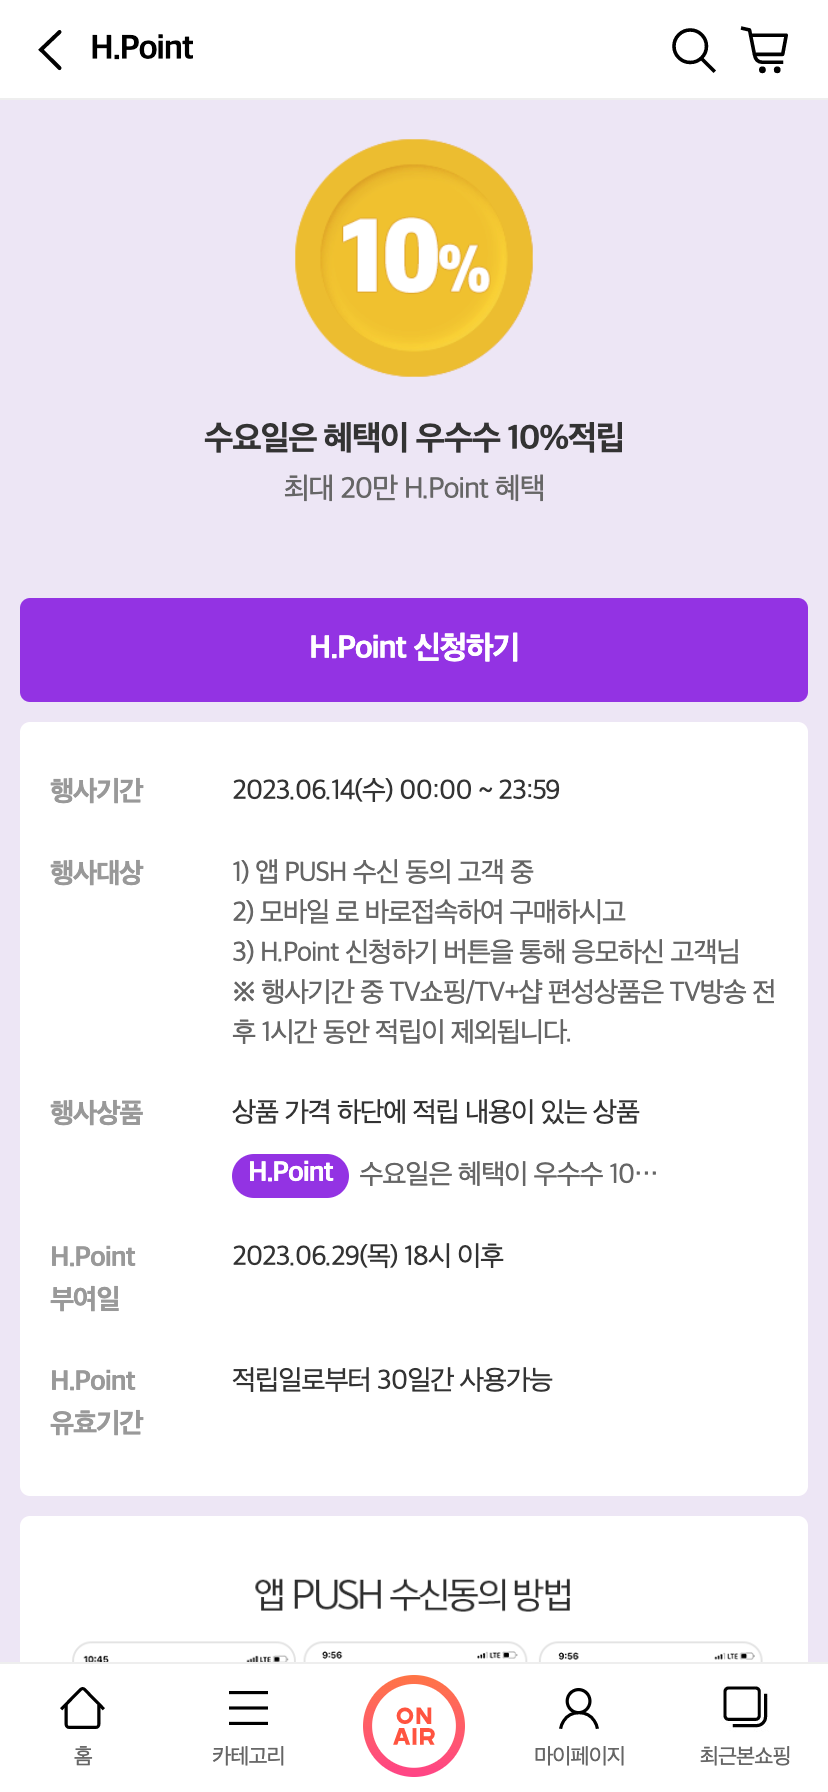 H.Point
10%
수요일은 혜택이 우수수 10%적립
최대 20만 H.Point 혜택
H.Point 신청하기
행사기간
2023.06.14(수) 00:00 ~ 23:59
행사대상
1) 앱 PUSH 수신 동의 고객 중
2) 모바일 로 바로접속하여 구매하시고
3) H.Point 신청하기 버튼을 통해 응모하신 고객님
※ 행사기간 중 TV쇼핑/TV+샵 편성상품은 TV방송 전
후 1시간 동안 적립이 제외됩니다.
행사상품
상품 가격 하단에 적립 내용이 있는 상품
H.Point 수요일은 혜택이 우수수 10···
H.Point
부여일
2023.06.29(목) 18시 이후
H.Point
유효기간
적립일로부터 30일간 사용가능
앱 PUSH 수신동의 방법
10:45 LTE
9:56 LTE
9:56 LTE
홈
카테고리
ON
AIR
마이페이지
최근본쇼핑